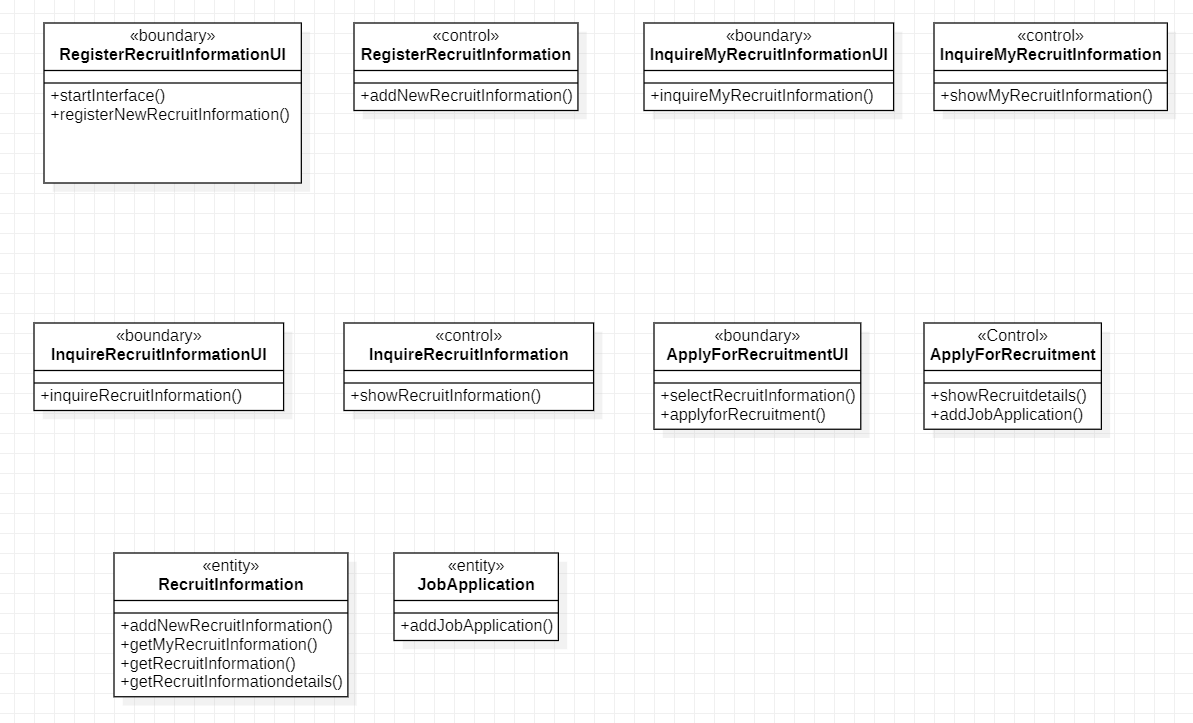 «boundary»
RegisterRecruitInformationUI
+startInterface()
+registerNewRecruitInformation()
«control»
RegisterRecruitInformation
+addNewRecruitInformation()
«boundary»
InquireMyRecruitInformationUI
+inquireMyRecruitInformation()
«control»
InquireMyRecruitInformation
+showMyRecruitInformation()
«boundary»
InquireRecruitInformationUI
+inquireRecruitInformation()
«control»
InquireRecruitInformation
+showRecruitInformation()
«boundary»
ApplyForRecruitmentUI
+selectRecruitInformation()
+applyforRecruitment()
«Control»
ApplyForRecruitment
+showRecruitdetails()
+addJobApplication()
«entity»
RecruitInformation
+addNewRecruitInformation()
+getMyRecruitInformation()
+getRecruitInformation()
+getRecruitInformationdetails()
«entity»
JobApplication
+addJobApplication()